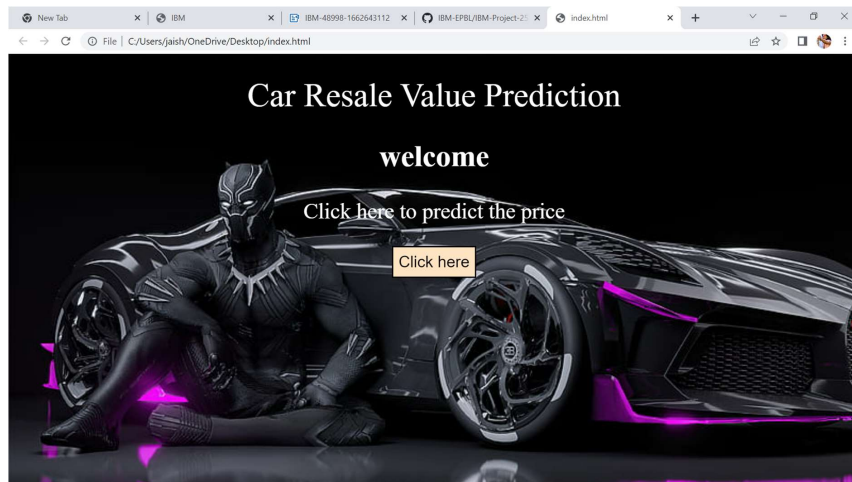 New Tab
IBM
IBM-48998-1662643112
IBM-EPBL/IBM-Project-25
index.html
File
C:/Users/jaish/OneDrive/Desktop/index.html
Car Resale Value Prediction
welcome
Click here to predict the price
Click here